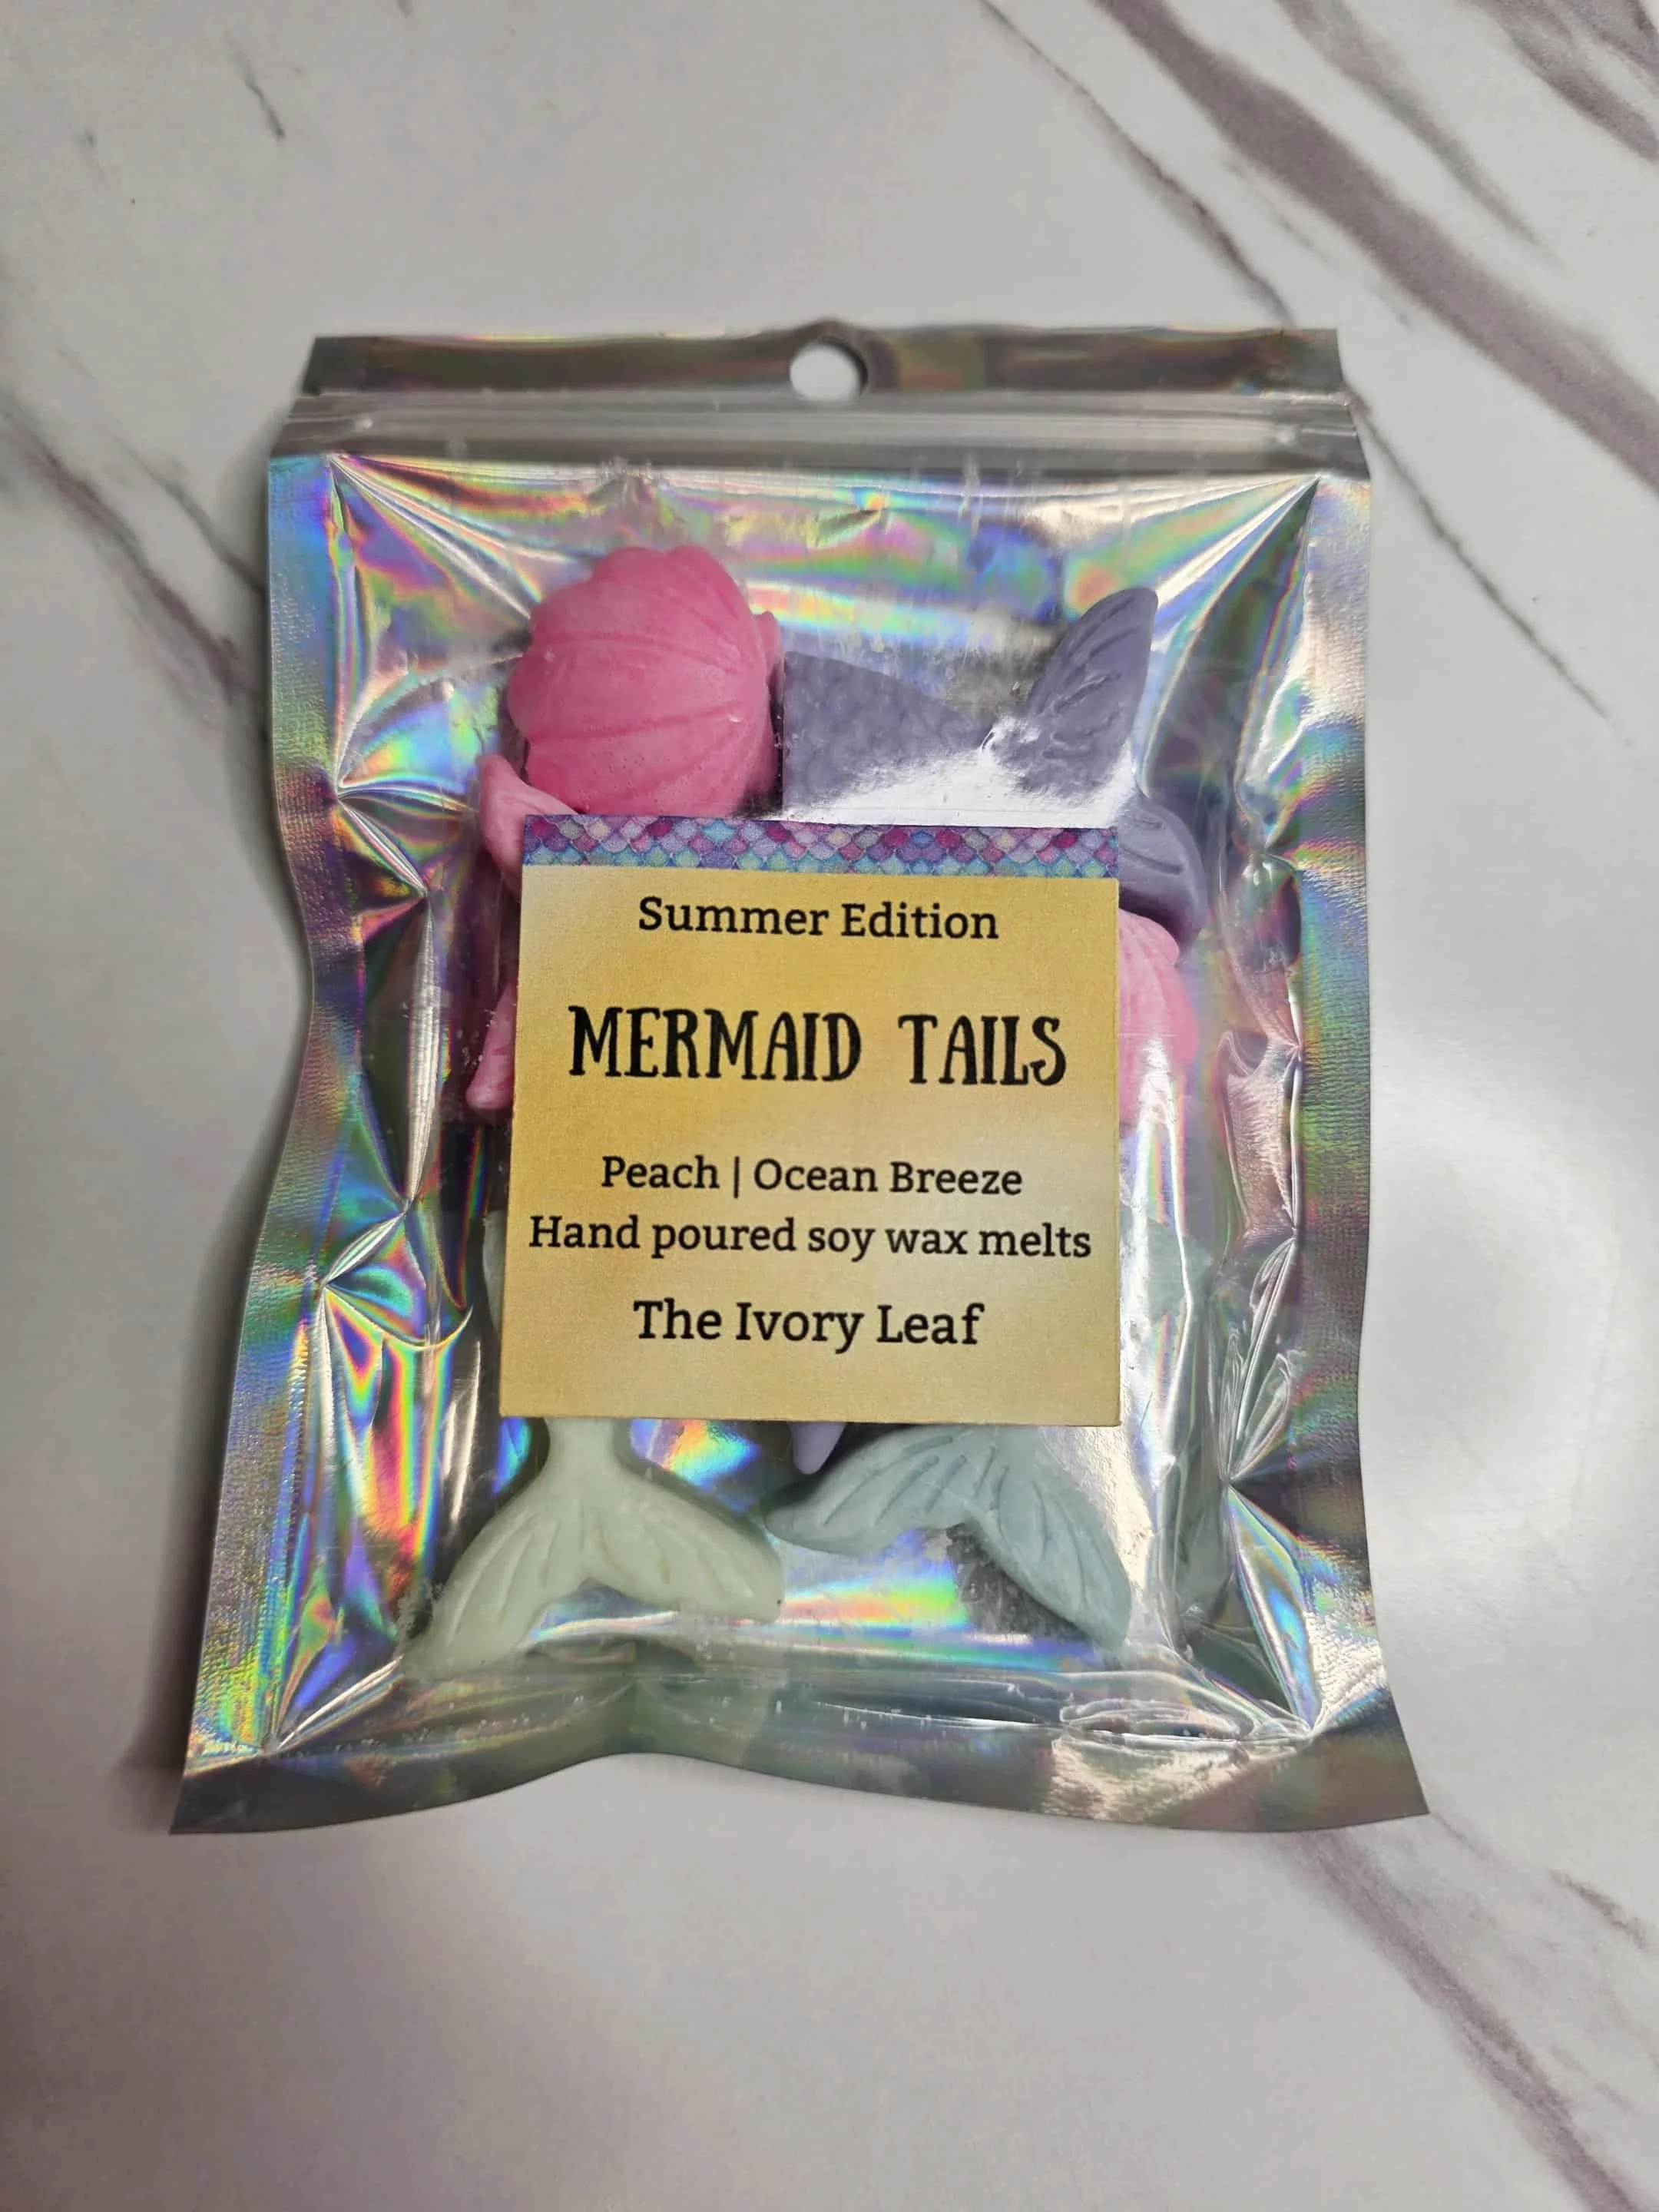 Summer Edition
MERMAID TAILS
Peach | Ocean Breeze
Hand poured soy wax melts
The Ivory Leaf